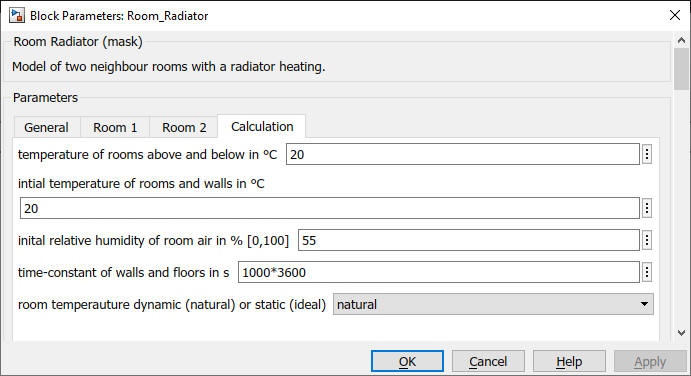 Block Parameters: Room_Radiator
Room Radiator (mask)
Model of two neighbour rooms with a radiator heating.
Parameters
General Room 1 Room 2 Calculation
temperature of rooms above and below in ºC 20
intial temperature of rooms and walls in ºC
20
inital relative humidity of room air in % [0,100] 55
time-constant of walls and floors in s 1000*3600
room temperauture dynamic (natural) or static (ideal) natural
OK Cancel Help Apply